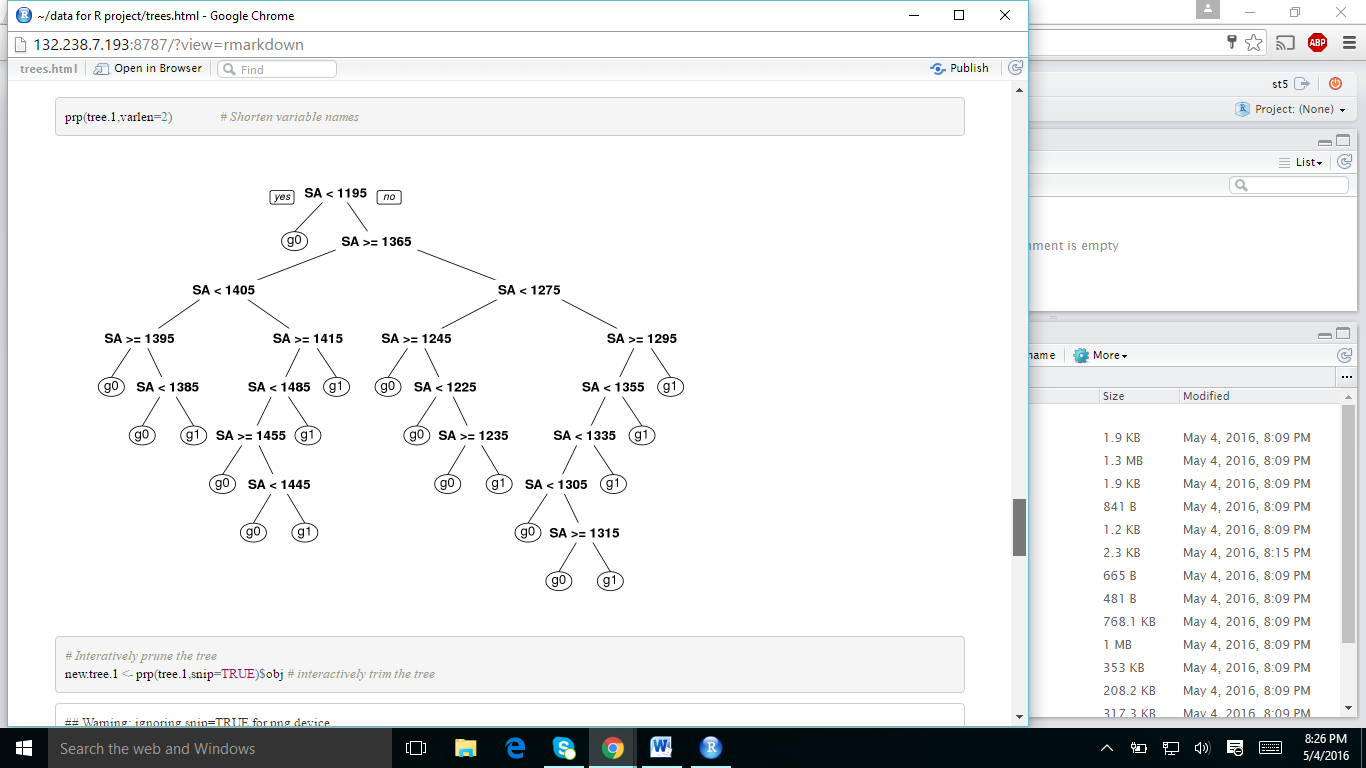 ~/data for R project/trees.html - Google Chrome
132.238.7.193:8787/?view=rmarkdown
ABP
trees.html Open in Browser Find Publish
st5
Project: (None)
prp(tree.1,varlen=2) # Shorten variable names
List
yes SA < 1195 no
g0 SA >= 1365
nment is empty
SA < 1405 SA < 1275
SA >= 1395 SA >= 1415 SA >= 1245 SA >= 1295
name More
g0 SA < 1385 SA < 1485 g1 g0 SA < 1225 SA < 1355 g1
Size Modified
g0 g1 SA >= 1455 g1 g0 SA >= 1235 SA < 1335 g1
g0 SA < 1445 g0 g1 SA < 1305 g1
g0 g1 g0 SA >= 1315
g0 g1
1.9 KB May 4, 2016, 8:09 PM
1.3 MB May 4, 2016, 8:09 PM
1.9 KB May 4, 2016, 8:09 PM
841 B May 4, 2016, 8:09 PM
1.2 KB May 4, 2016, 8:09 PM
2.3 KB May 4, 2016, 8:15 PM
665 B May 4, 2016, 8:09 PM
481 B May 4, 2016, 8:09 PM
768.1 KB May 4, 2016, 8:09 PM
1 MB May 4, 2016, 8:09 PM
353 KB May 4, 2016, 8:09 PM
208.2 KB May 4, 2016, 8:09 PM
317.3 KB May 4, 2016, 8:09 PM
# Interatively prune the tree
new.tree.1 <- prp(tree.1,snip=TRUE)$obj # interactively trim the tree
## Warning: ignoring snip=TRUE for png device
Search the web and Windows
8:26 PM
5/4/2016